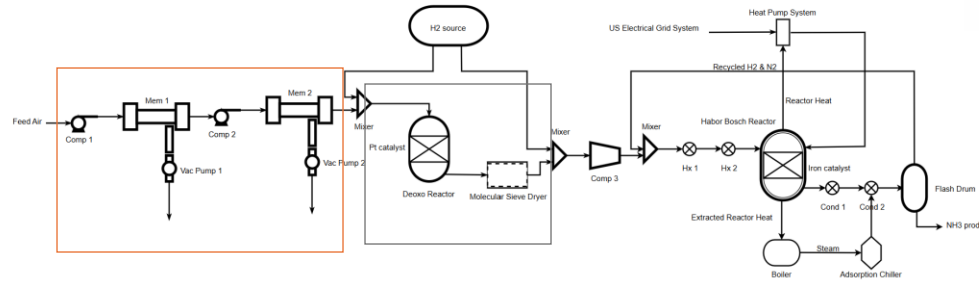 H2 source
Heat Pump System
US Electrical Grid System
Recycled H2 & N2
Mem 1
Mem 2
Reactor Heat
Feed Air
Comp 1
Comp 2
Mixer
Mixer
Mixer
Habor Bosch Reactor
Pt catalyst
Vac Pump 1
Vac Pump 2
Comp 3
Hx 1
Hx 2
Iron catalyst
Deoxo Reactor
Molecular Sieve Dryer
Cond 1
Cond 2
Flash Drum
Extracted Reactor Heat
NH3 prod
Steam
Boiler
Adsorption Chiller